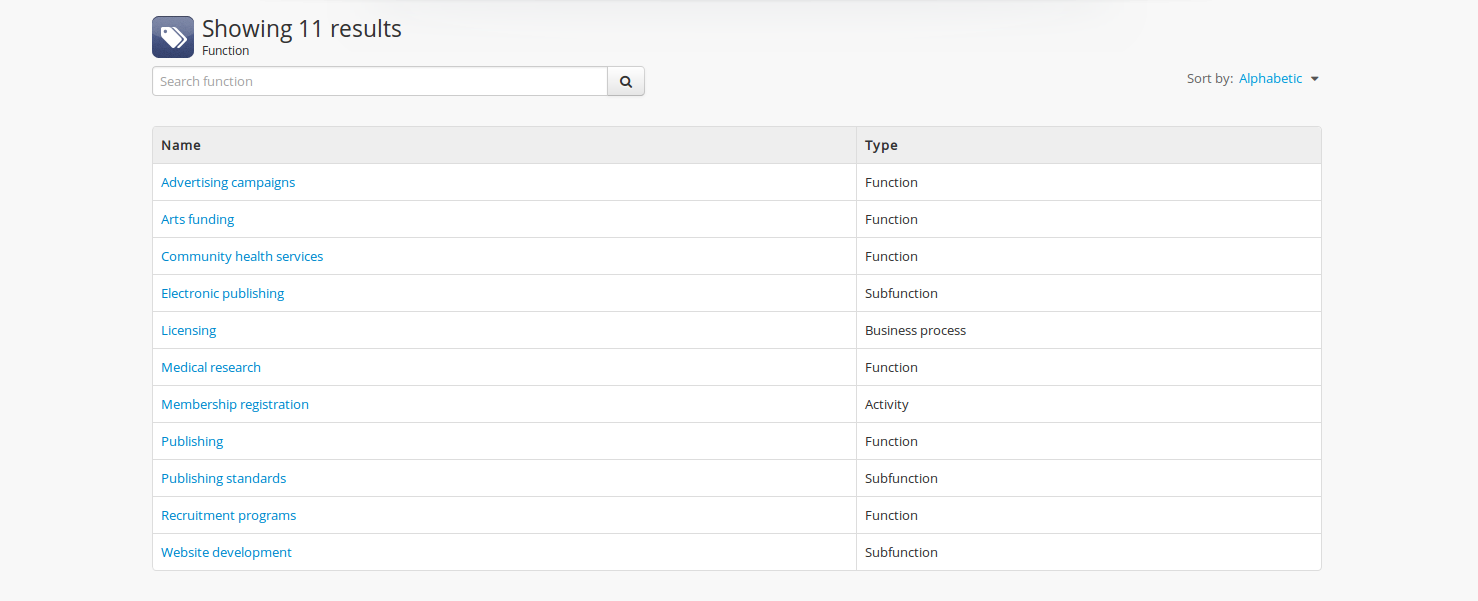 Showing 11 results
Function
Search function
Sort by: Alphabetic
Name Type
Advertising campaigns Function
Arts funding Function
Community health services Function
Electronic publishing Subfunction
Licensing Business process
Medical research Function
Membership registration Activity
Publishing Function
Publishing standards Subfunction
Recruitment programs Function
Website development Subfunction